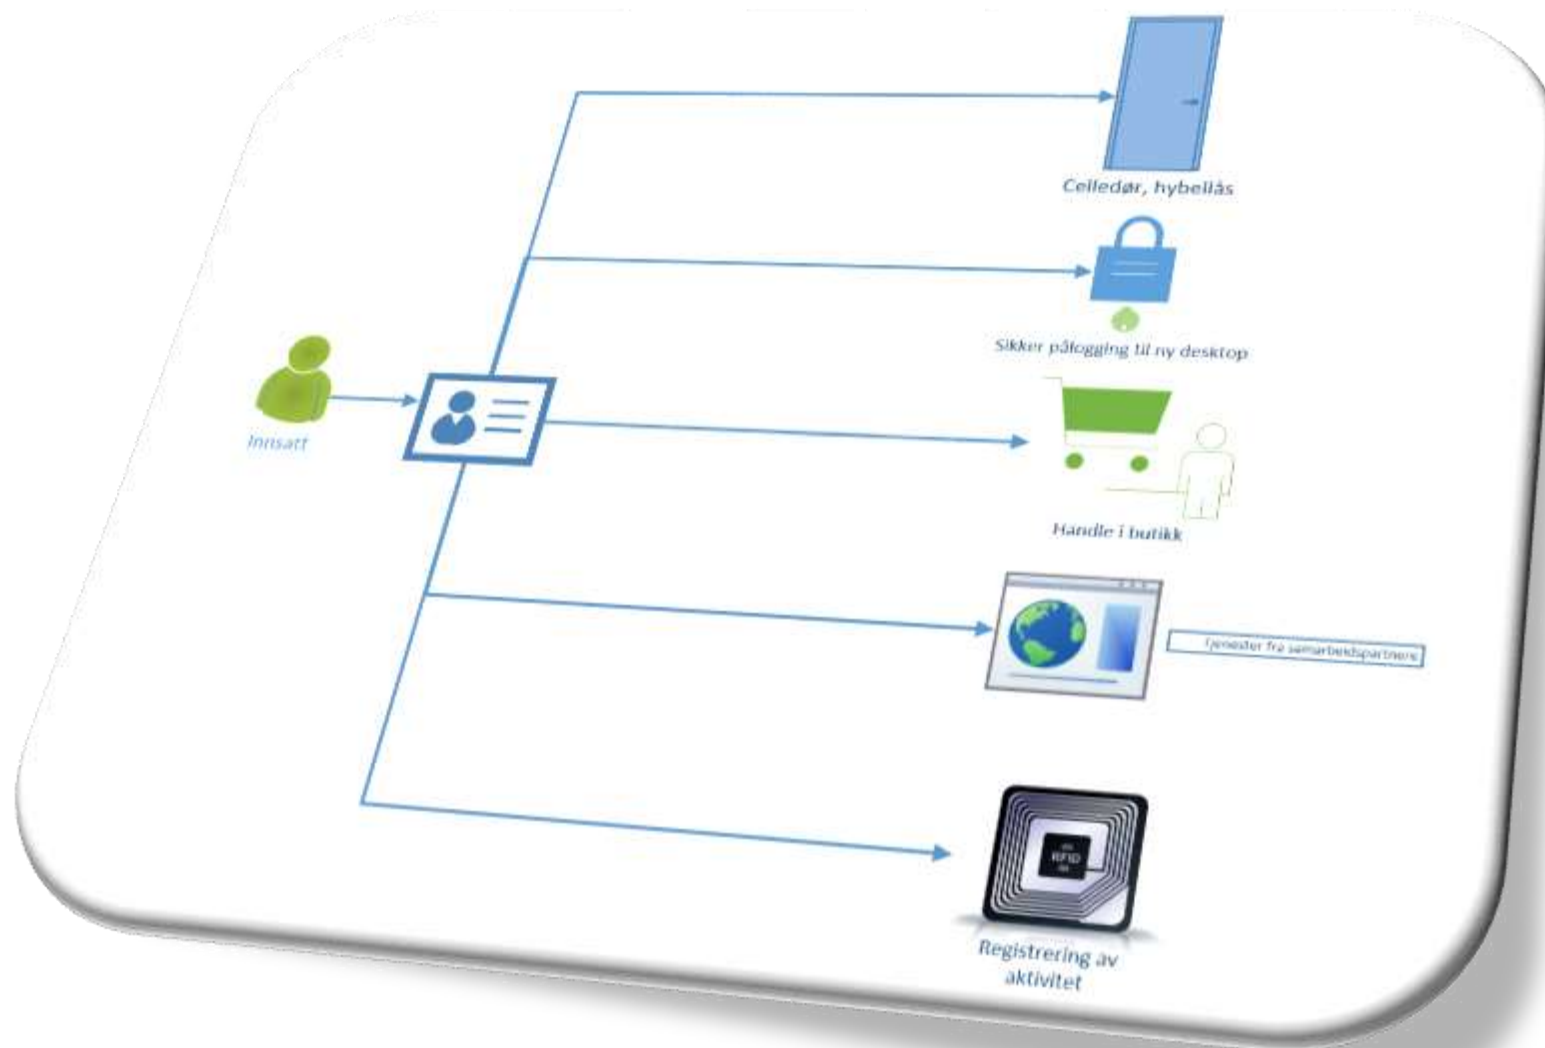 Celledør, hybellås
Sikker pålogging til ny desktop
Innsatt
Handle i butikk
Tjenester fra samarbeidspartnere
RFID
Registrering av
aktivitet